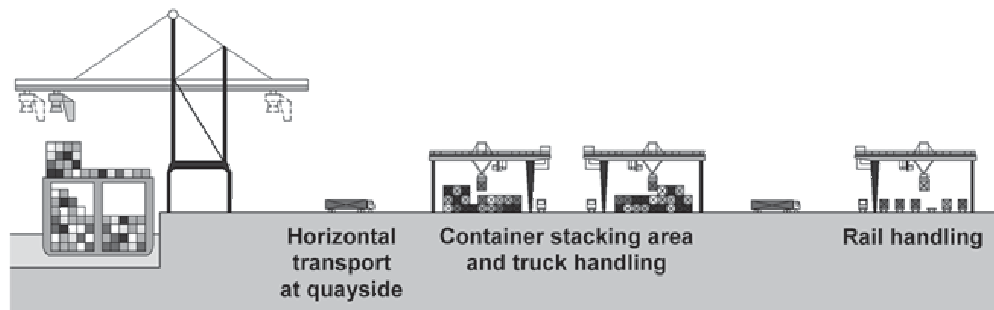 Horizontal
transport
at quayside
Container stacking area
and truck handling
Rail handling